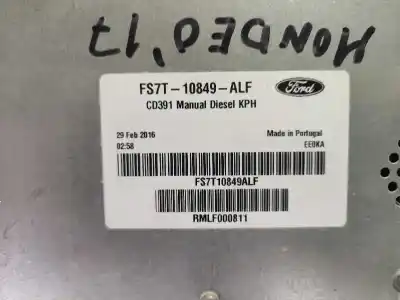 MONDEO '17
FS7T-10849-ALF
Ford
CD391 Manual Diesel KPH
29 Feb 2016
Made in Portugal
02:58
EE0KA
FS7T10849ALF
RMLF000811